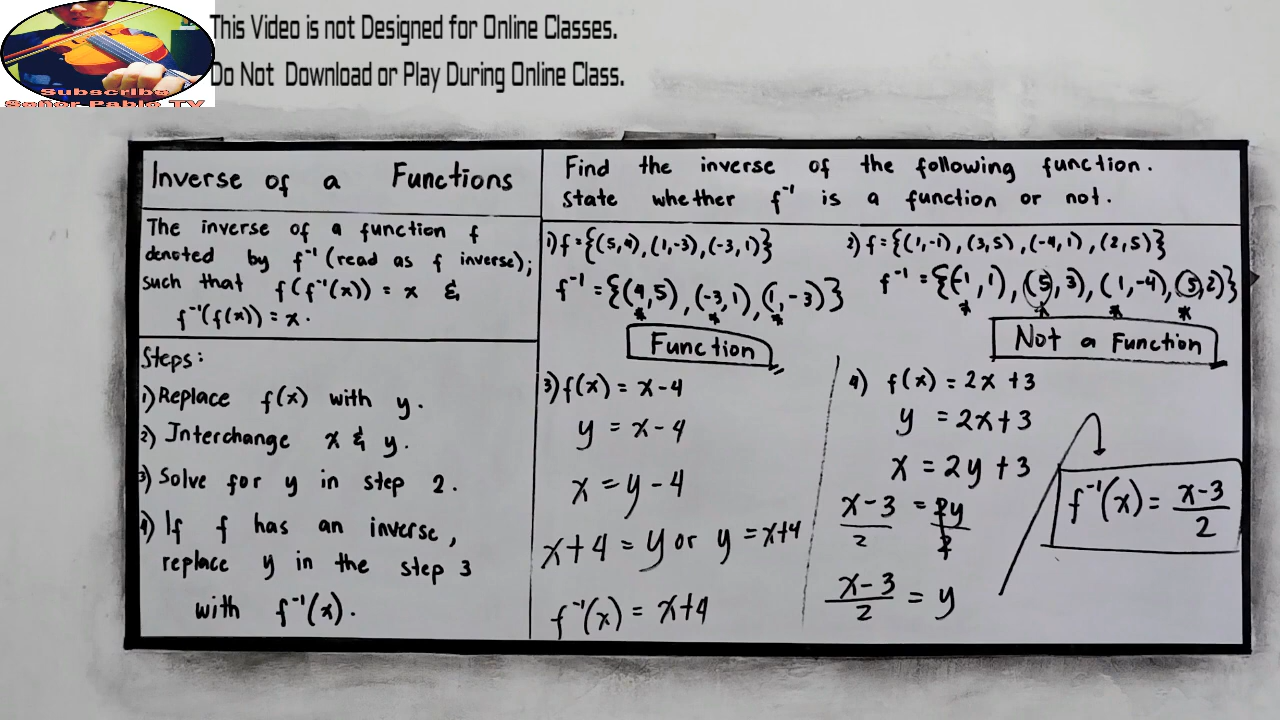 This Video is not Designed for Online Classes.
Do Not Download or Play During Online Class.
Subscribe
Señor Pablo TV
Inverse of a Functions
The inverse of a function f
denoted by f⁻¹ (read as f inverse);
such that f(f⁻¹(x)) = x &
f⁻¹(f(x)) = x.
Steps:
1) Replace f(x) with y.
2) Interchange x & y.
3) Solve for y in step 2.
4) If f has an inverse,
replace y in the step 3
with f⁻¹(x).
Find the inverse of the following function.
State whether f⁻¹ is a function or not.
1) f = {(5,4), (1,-3), (-3,1)}
f⁻¹ = {(4,5), (-3,1), (1,-3)}
Function
2) f = {(1,-1), (3,5), (-4,1), (2,5)}
f⁻¹ = {(-1,1), (5,3), (1,-4), (5,2)}
Not a Function
3) f(x) = x-4
y = x-4
x = y-4
x+4 = y or y = x+4
f⁻¹(x) = x+4
4) f(x) = 2x+3
y = 2x+3
x = 2y+3
x-3 = 2y
2 2
x-3 = y
2
f⁻¹(x) = x-3
2